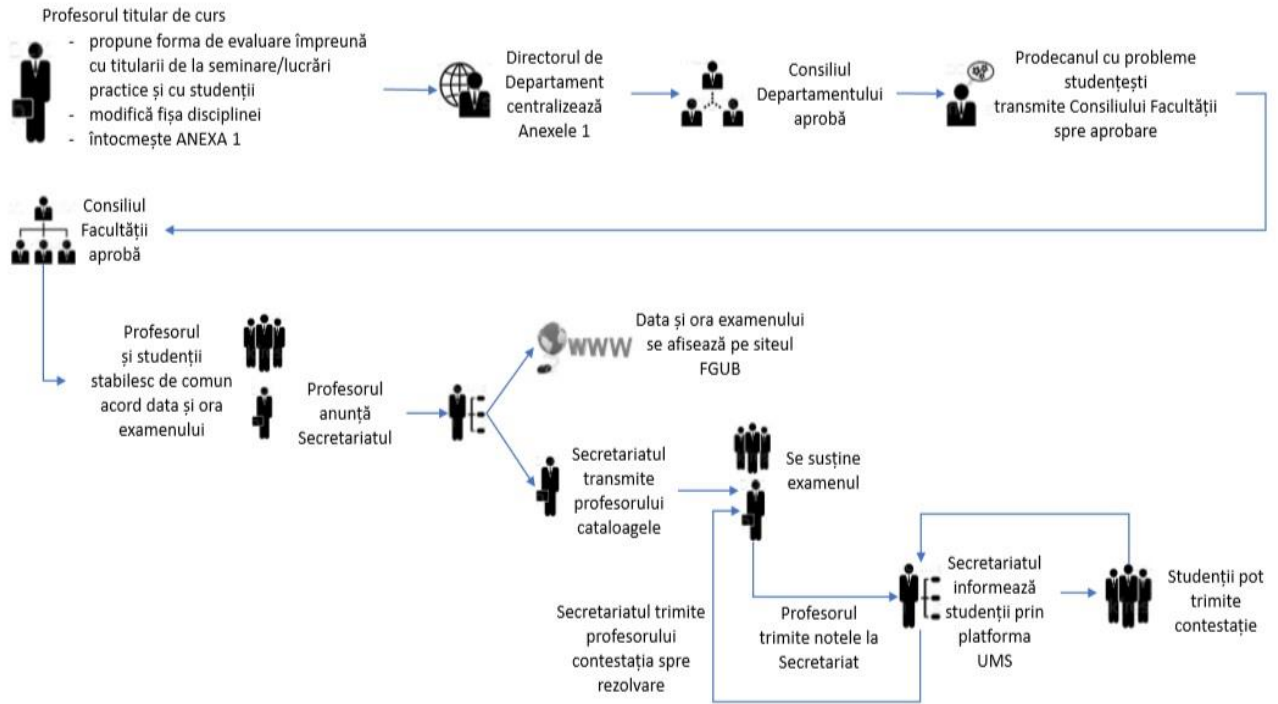 Profesorul titular de curs
- propune forma de evaluare împreună
cu titularii de la seminare/lucrări
practice și cu studenții
- modifică fișa disciplinei
- întocmește ANEXA 1
Directorul de
Departament
centralizează
Anexele 1
Consiliul
Departamentului
aprobă
Prodecanul cu probleme
studențești
transmite Consiliului Facultății
spre aprobare
Consiliul
Facultății
aprobă
Profesorul
și studenții
stabilesc de comun
acord data și ora
examenului
Profesorul
anunță
Secretariatul
WWW
Data și ora examenului
se afisează pe siteul
FGUB
Secretariatul
transmite
profesorului
cataloagele
Se susține
examenul
Secretariatul trimite
profesorului
contestația spre
rezolvare
Profesorul
trimite notele la
Secretariat
Secretariatul
informează
studenții prin
platforma
UMS
Studenții pot
trimite
contestație